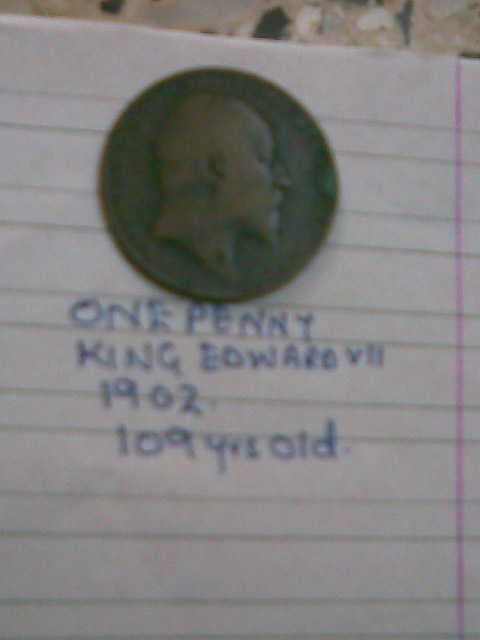 ONE PENNY
KING EDWARD VII
1902.
109 yrs old.